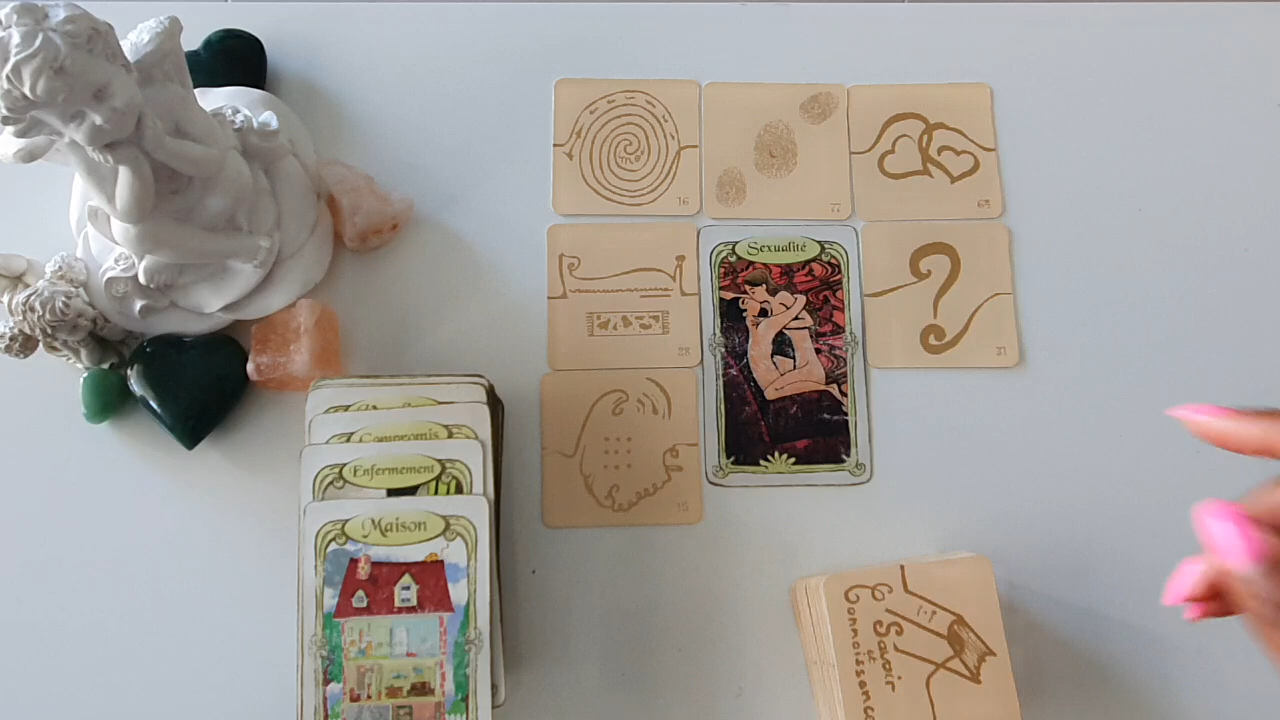 16
77
28
Sexualité
31
15
Compromis
Enfermement
Maison
Savoir
et
Connaissance